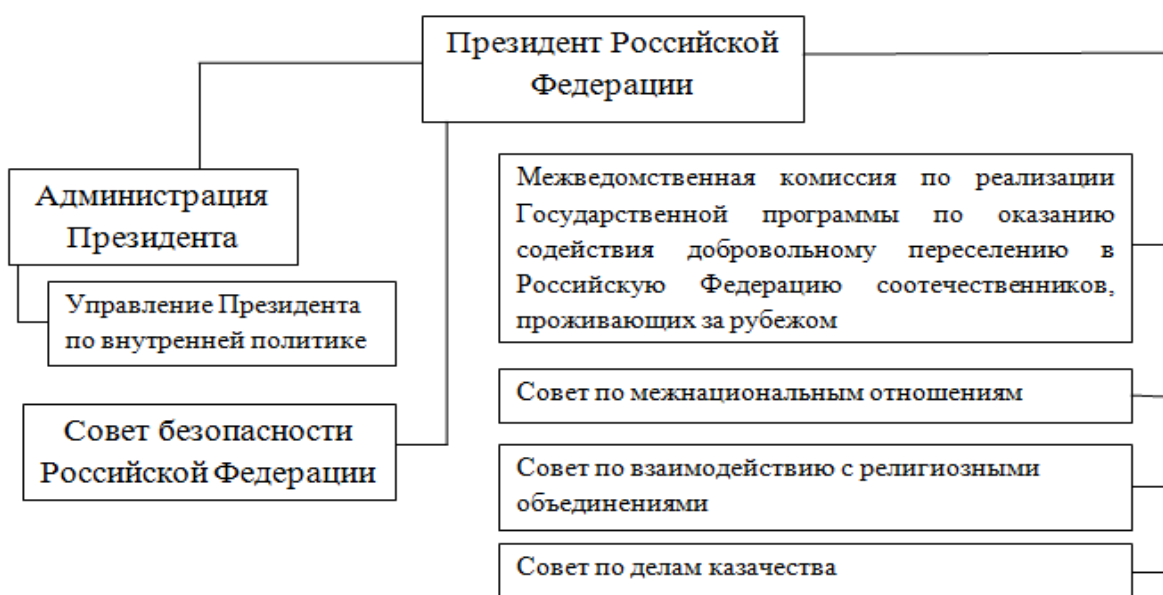 Президент Российской
Федерации
Администрация
Президента
Управление Президента
по внутренней политике
Совет безопасности
Российской Федерации
Межведомственная комиссия по реализации
Государственной программы по оказанию
содействия добровольному переселению в
Российскую Федерацию соотечественников,
проживающих за рубежом
Совет по межнациональным отношениям
Совет по взаимодействию с религиозными
объединениями
Совет по делам казачества